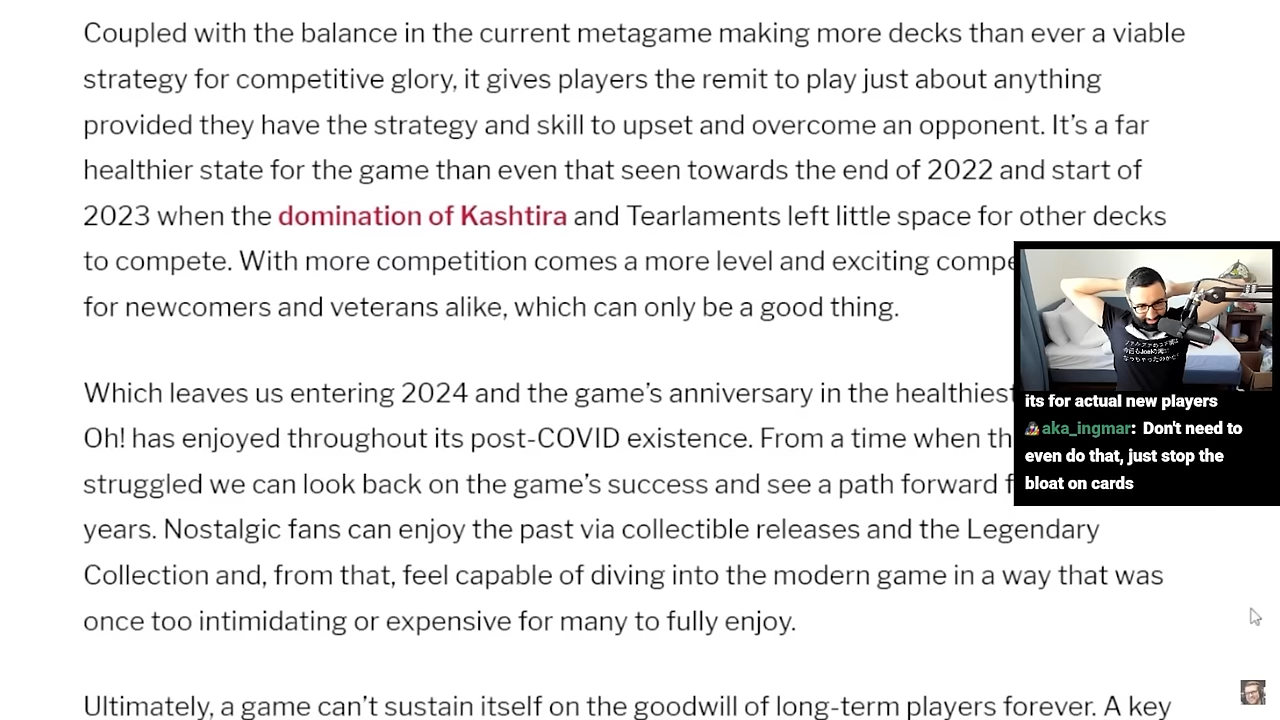 Coupled with the balance in the current metagame making more decks than ever a viable
strategy for competitive glory, it gives players the remit to play just about anything
provided they have the strategy and skill to upset and overcome an opponent. It’s a far
healthier state for the game than even that seen towards the end of 2022 and start of
2023 when the domination of Kashtira and Tearlaments left little space for other decks
to compete. With more competition comes a more level and exciting compe
for newcomers and veterans alike, which can only be a good thing.
Which leaves us entering 2024 and the game’s anniversary in the healthiest
Oh! has enjoyed throughout its post-COVID existence. From a time when th
struggled we can look back on the game’s success and see a path forward f
years. Nostalgic fans can enjoy the past via collectible releases and the Legendary
Collection and, from that, feel capable of diving into the modern game in a way that was
once too intimidating or expensive for many to fully enjoy.
Ultimately, a game can’t sustain itself on the goodwill of long-term players forever. A key
its for actual new players
aka_ingmar: Don't need to
even do that, just stop the
bloat on cards